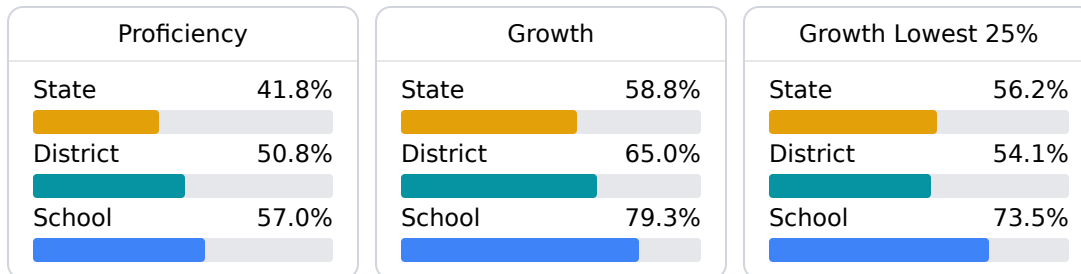 Proficiency
State 41.8%
District 50.8%
School 57.0%
Growth
State 58.8%
District 65.0%
School 79.3%
Growth Lowest 25%
State 56.2%
District 54.1%
School 73.5%